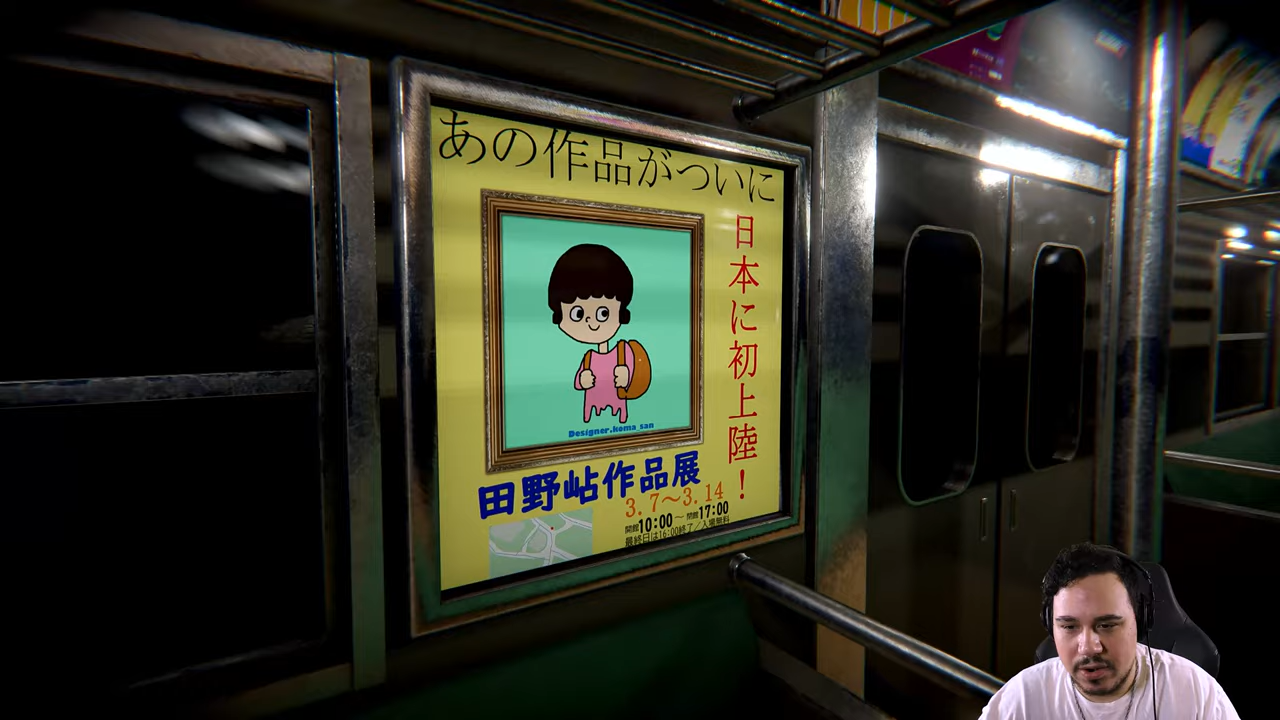 あの作品がついに
日本に初上陸！
Designer.koma_san
田野岾作品展
3.7～3.14
開館10:00～閉館17:00
最終日は16:00終了／入場無料